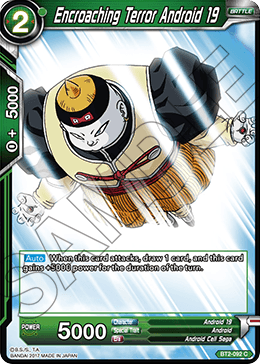 2
Encroaching Terror Android 19
BATTLE
0 + 5000
SAMPLE
Auto When this card attacks, draw 1 card, and this card
gains +5000 power for the duration of the turn.
POWER 5000
Character Android 19
Special Trait Android
Era Android Cell Saga
©B.S./S., T.A.
BANDAI 2017 MADE IN JAPAN
BT2-092 C